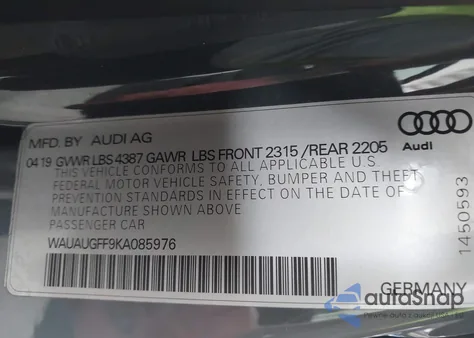 MFD. BY AUDI AG
04 19 GVWR LBS 4387 GAWR LBS FRONT 2315 / REAR 2205
Audi
THIS VEHICLE CONFORMS TO ALL APPLICABLE U.S.
FEDERAL MOTOR VEHICLE SAFETY, BUMPER AND THEFT
PREVENTION STANDARDS IN EFFECT ON THE DATE OF
MANUFACTURE SHOWN ABOVE
PASSENGER CAR
WAUAUGFF9KA085976
1450593
GERMANY
autoSnap